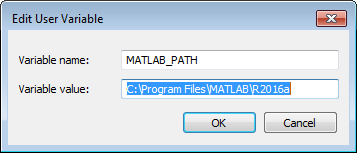 Edit User Variable
Variable name: MATLAB_PATH
Variable value: C:\Program Files\MATLAB\R2016a
OK Cancel